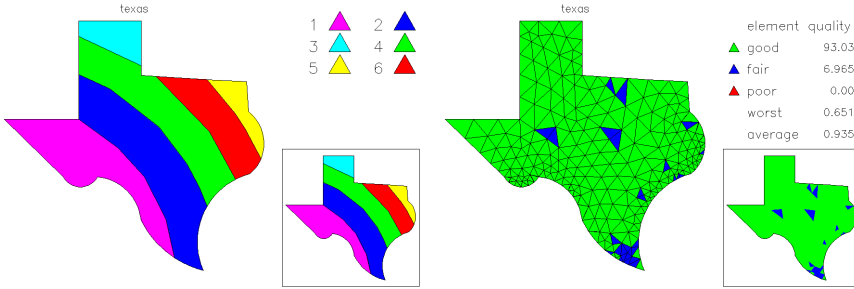 texas
1 2
3 4
5 6
texas
element quality
good 93.03
fair 6.965
poor 0.00
worst 0.651
average 0.935